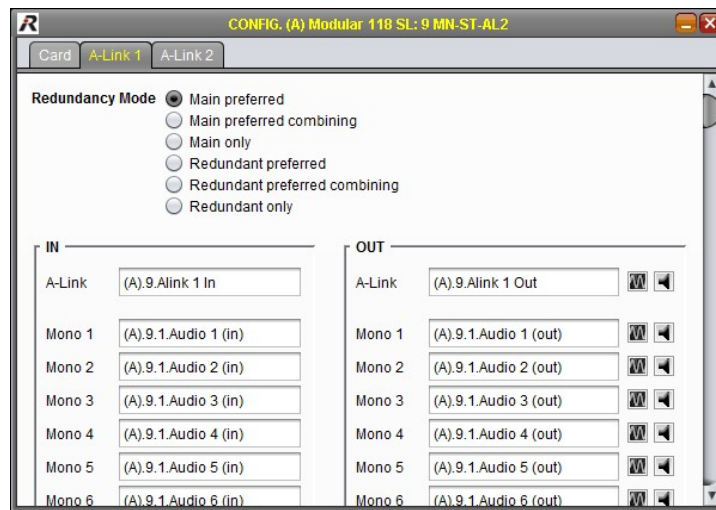 CONFIG. (A) Modular 118 SL: 9 MN-ST-AL2
Card A-Link 1 A-Link 2
Redundancy Mode Main preferred
Main preferred combining
Main only
Redundant preferred
Redundant preferred combining
Redundant only
IN OUT
A-Link (A).9.Alink 1 In A-Link (A).9.Alink 1 Out
Mono 1 (A).9.1.Audio 1 (in) Mono 1 (A).9.1.Audio 1 (out)
Mono 2 (A).9.1.Audio 2 (in) Mono 2 (A).9.1.Audio 2 (out)
Mono 3 (A).9.1.Audio 3 (in) Mono 3 (A).9.1.Audio 3 (out)
Mono 4 (A).9.1.Audio 4 (in) Mono 4 (A).9.1.Audio 4 (out)
Mono 5 (A).9.1.Audio 5 (in) Mono 5 (A).9.1.Audio 5 (out)
Mono 6 (A).9.1.Audio 6 (in) Mono 6 (A).9.1.Audio 6 (out)